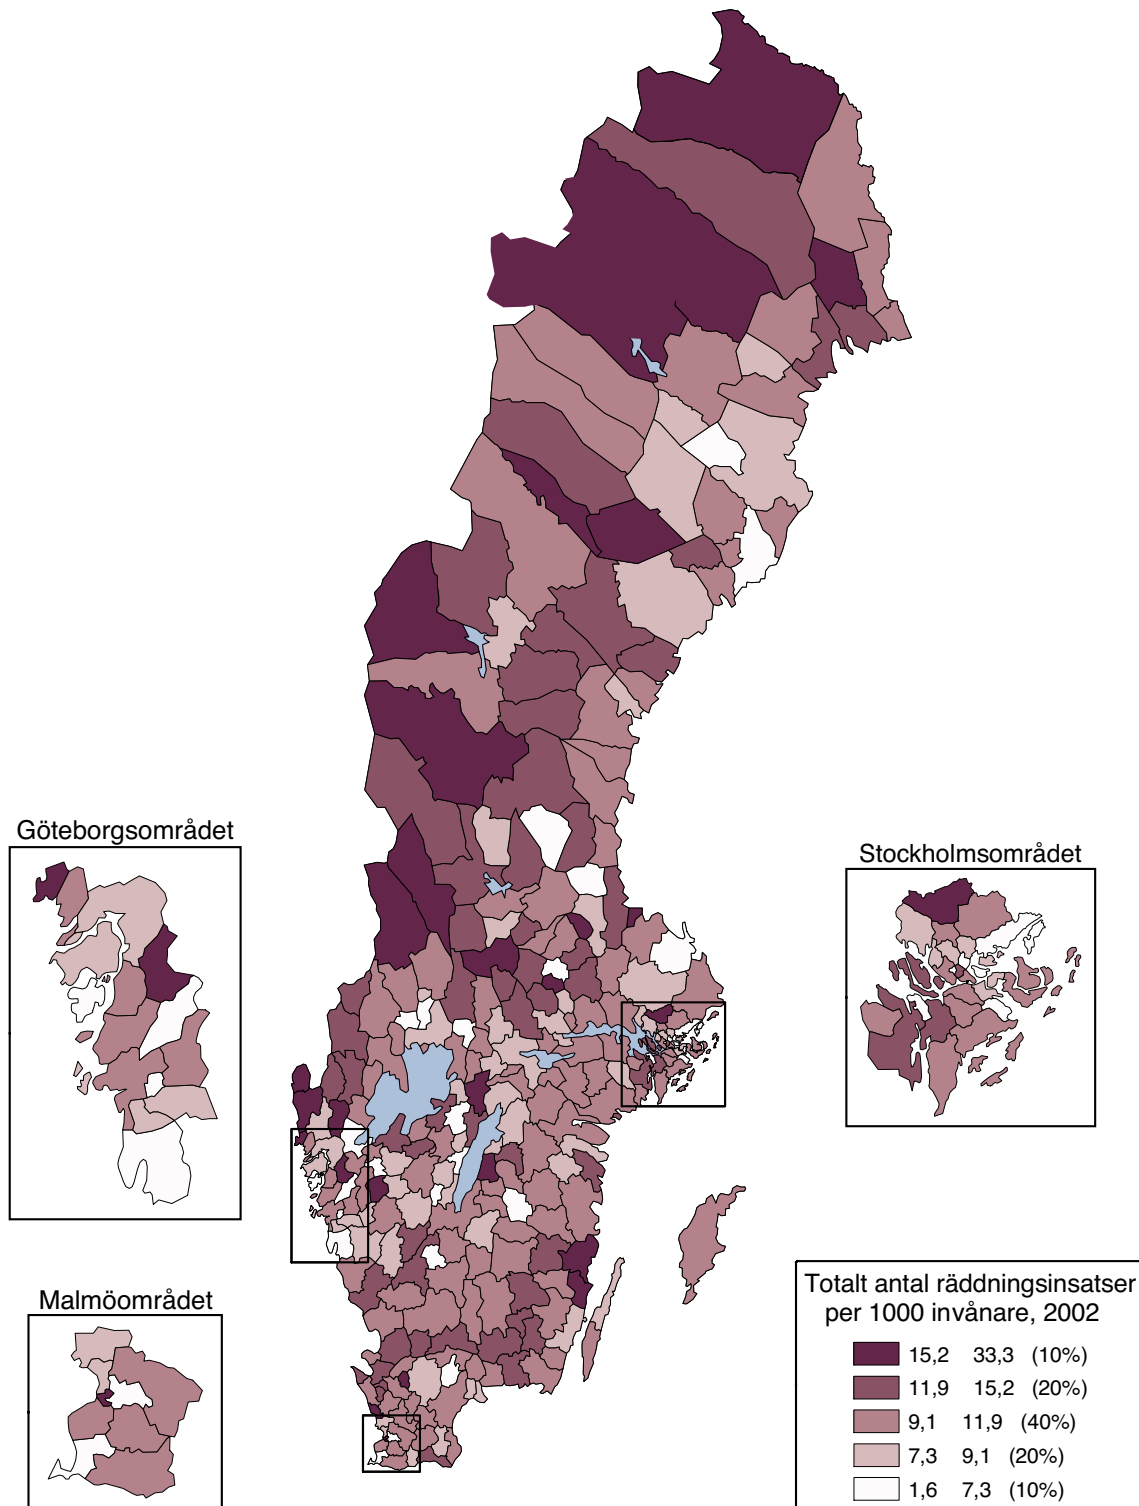 Göteborgsområdet
Stockholmsområdet
Malmöområdet
Totalt antal räddningsinsatser
per 1000 invånare, 2002
15,2 33,3 (10%)
11,9 15,2 (20%)
9,1 11,9 (40%)
7,3 9,1 (20%)
1,6 7,3 (10%)